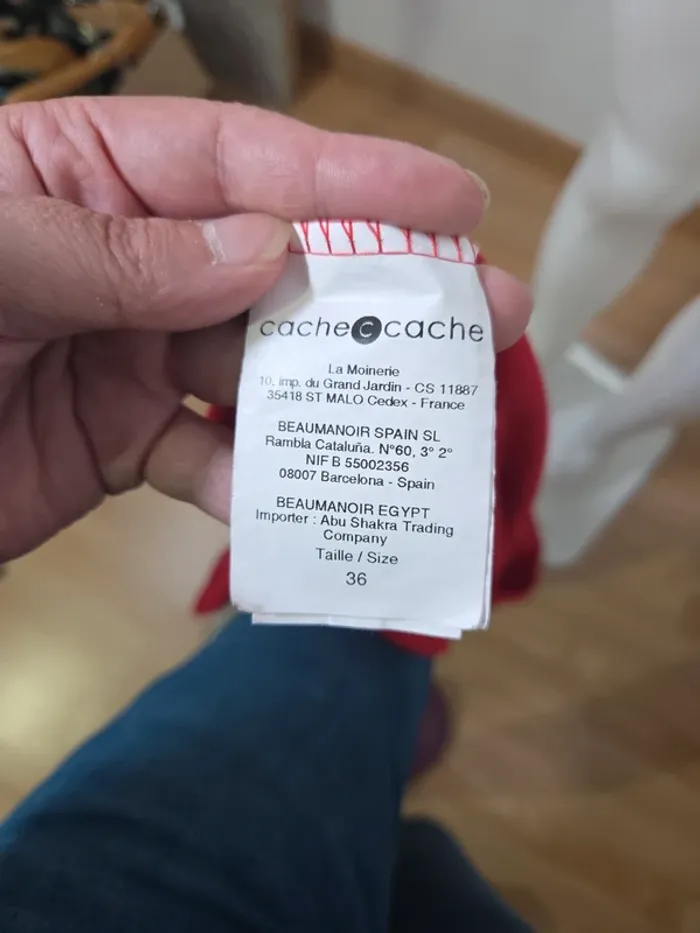 cache c cache
La Moinerie
10, imp. du Grand Jardin - CS 11887
35418 ST MALO Cedex - France
BEAUMANOIR SPAIN SL
Rambla Cataluña. N°60, 3° 2°
NIF B 55002356
08007 Barcelona - Spain
BEAUMANOIR EGYPT
Importer : Abu Shakra Trading
Company
Taille / Size
36